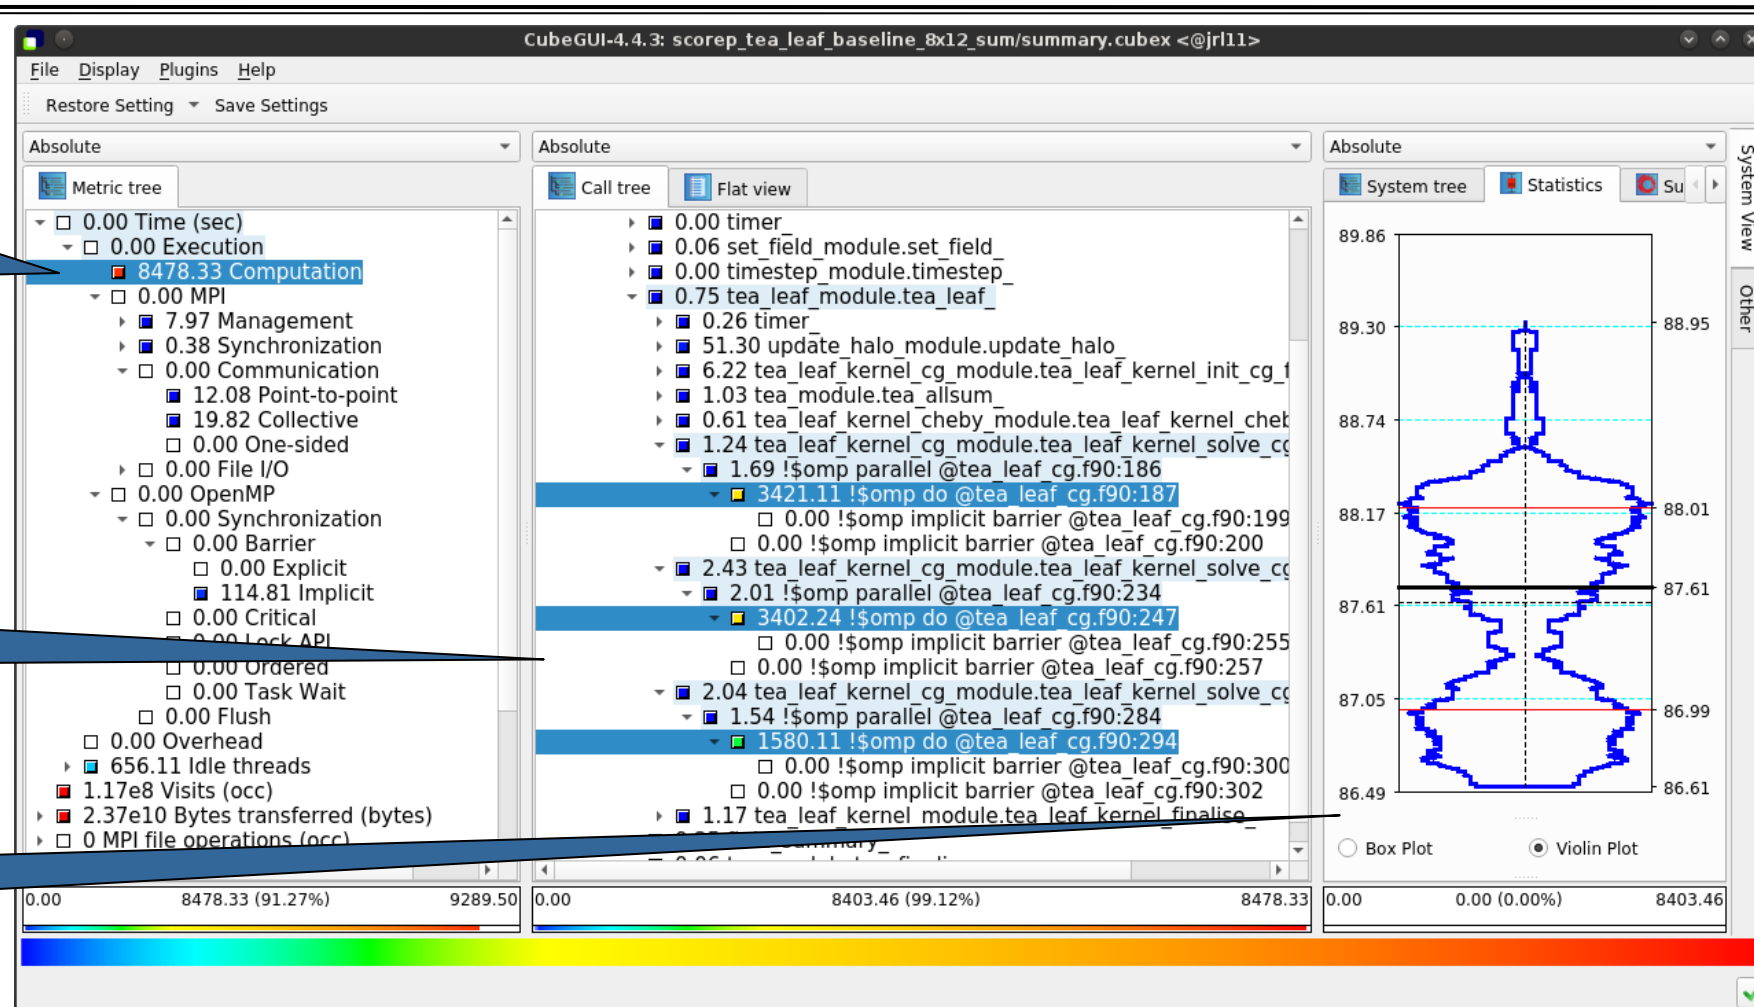 CubeGUI-4.4.3: scorep_tea_leaf_baseline_8x12_sum/summary.cubex <@jrl11>
File Display Plugins Help
Restore Setting Save Settings
Absolute
Metric tree
0.00 Time (sec)
0.00 Execution
8478.33 Computation
0.00 MPI
7.97 Management
0.38 Synchronization
0.00 Communication
12.08 Point-to-point
19.82 Collective
0.00 One-sided
0.00 File I/O
0.00 OpenMP
0.00 Synchronization
0.00 Barrier
0.00 Explicit
114.81 Implicit
0.00 Critical
0.00 Lock API
0.00 Ordered
0.00 Task Wait
0.00 Flush
0.00 Overhead
656.11 Idle threads
1.17e8 Visits (occ)
2.37e10 Bytes transferred (bytes)
0 MPI file operations (occ)
0.00 8478.33 (91.27%) 9289.50
Absolute
Call tree Flat view
0.00 timer_
0.06 set_field_module.set_field_
0.00 timestep_module.timestep_
0.75 tea_leaf_module.tea_leaf_
0.26 timer_
51.30 update_halo_module.update_halo_
6.22 tea_leaf_kernel_cg_module.tea_leaf_kernel_init_cg_f
1.03 tea_module.tea_allsum_
0.61 tea_leaf_kernel_cheby_module.tea_leaf_kernel_cheb
1.24 tea_leaf_kernel_cg_module.tea_leaf_kernel_solve_cg
1.69 !$omp parallel @tea_leaf_cg.f90:186
3421.11 !$omp do @tea_leaf_cg.f90:187
0.00 !$omp implicit barrier @tea_leaf_cg.f90:199
0.00 !$omp implicit barrier @tea_leaf_cg.f90:200
2.43 tea_leaf_kernel_cg_module.tea_leaf_kernel_solve_cg
2.01 !$omp parallel @tea_leaf_cg.f90:234
3402.24 !$omp do @tea_leaf_cg.f90:247
0.00 !$omp implicit barrier @tea_leaf_cg.f90:255
0.00 !$omp implicit barrier @tea_leaf_cg.f90:257
2.04 tea_leaf_kernel_cg_module.tea_leaf_kernel_solve_cg
1.54 !$omp parallel @tea_leaf_cg.f90:284
1580.11 !$omp do @tea_leaf_cg.f90:294
0.00 !$omp implicit barrier @tea_leaf_cg.f90:300
0.00 !$omp implicit barrier @tea_leaf_cg.f90:302
1.17 tea_leaf_kernel_module.tea_leaf_kernel_finalise_
0.00 8403.46 (99.12%) 8478.33
Absolute
System tree Statistics Su
89.86
89.30
88.74
88.17
87.61
87.05
86.49
88.95
88.01
87.61
86.99
86.61
Box Plot Violin Plot
0.00 0.00 (0.00%) 8403.46
System View
Other